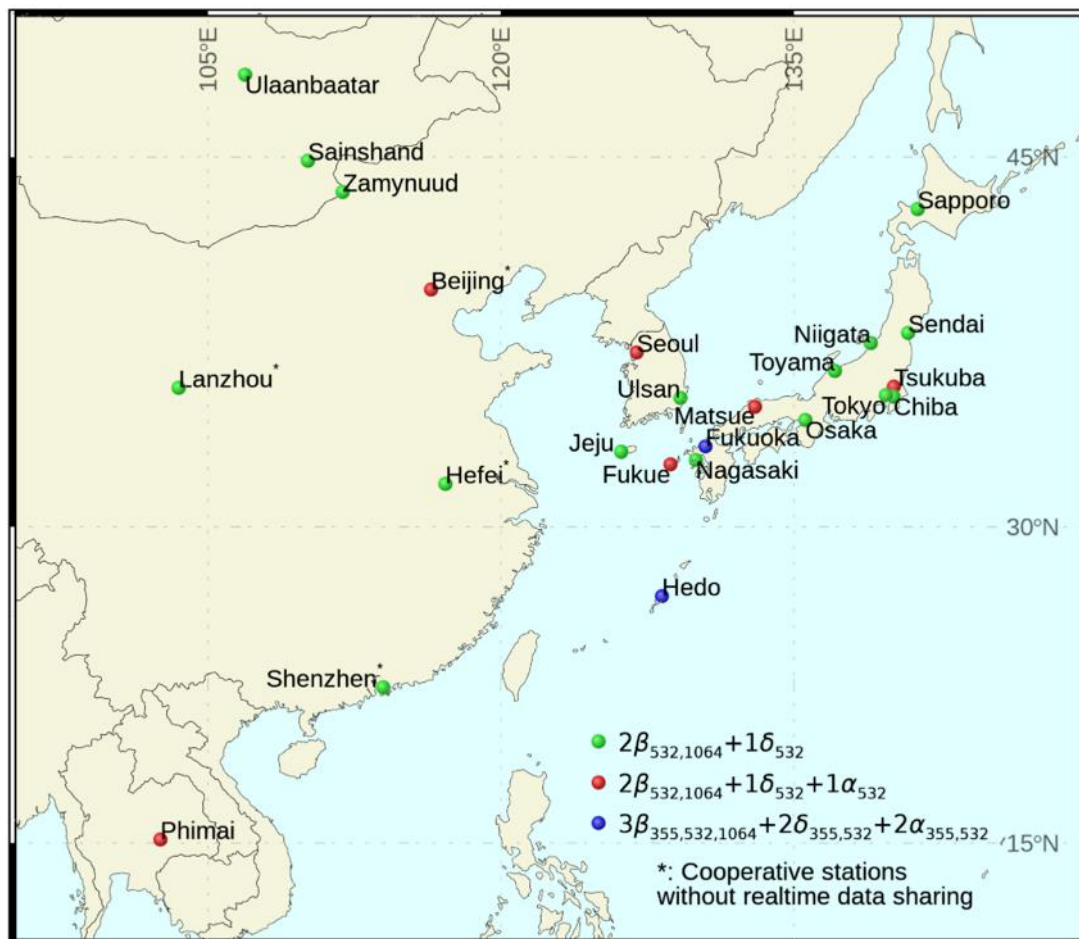 105°E
120°E
135°E
Ulaanbaatar
Sainshand
45°N
Zamynuud
Sapporo
Beijing*
Niigata
Sendai
Seoul
Toyama
Lanzhou*
Tsukuba
Ulsan
Matsue
Tokyo
Chiba
Fukuoka
Osaka
Jeju
Hefei*
Fukue
Nagasaki
30°N
Hedo
Shenzhen*
2β532,1064+1δ532
2β532,1064+1δ532+1α532
Phimai
3β355,532,1064+2δ355,532+2α355,532
15°N
*: Cooperative stations
without realtime data sharing